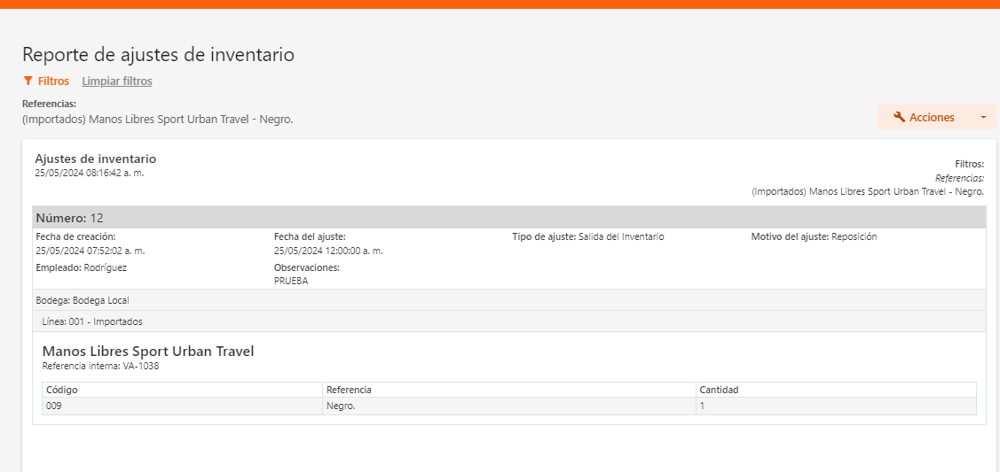 Reporte de ajustes de inventario
Filtros Limpiar filtros
Referencias:
(Importados) Manos Libres Sport Urban Travel - Negro.
Acciones
Ajustes de inventario
25/05/2024 08:16:42 a. m.
Filtros:
Referencias:
(Importados) Manos Libres Sport Urban Travel - Negro.
Número: 12
Fecha de creación: Fecha del ajuste: Tipo de ajuste: Salida del Inventario Motivo del ajuste: Reposición
25/05/2024 07:52:02 a. m. 25/05/2024 12:00:00 a. m.
Empleado: Rodríguez Observaciones:
PRUEBA
Bodega: Bodega Local
Línea: 001 - Importados
Manos Libres Sport Urban Travel
Referencia interna: VA-1038
Código Referencia Cantidad
009 Negro. 1